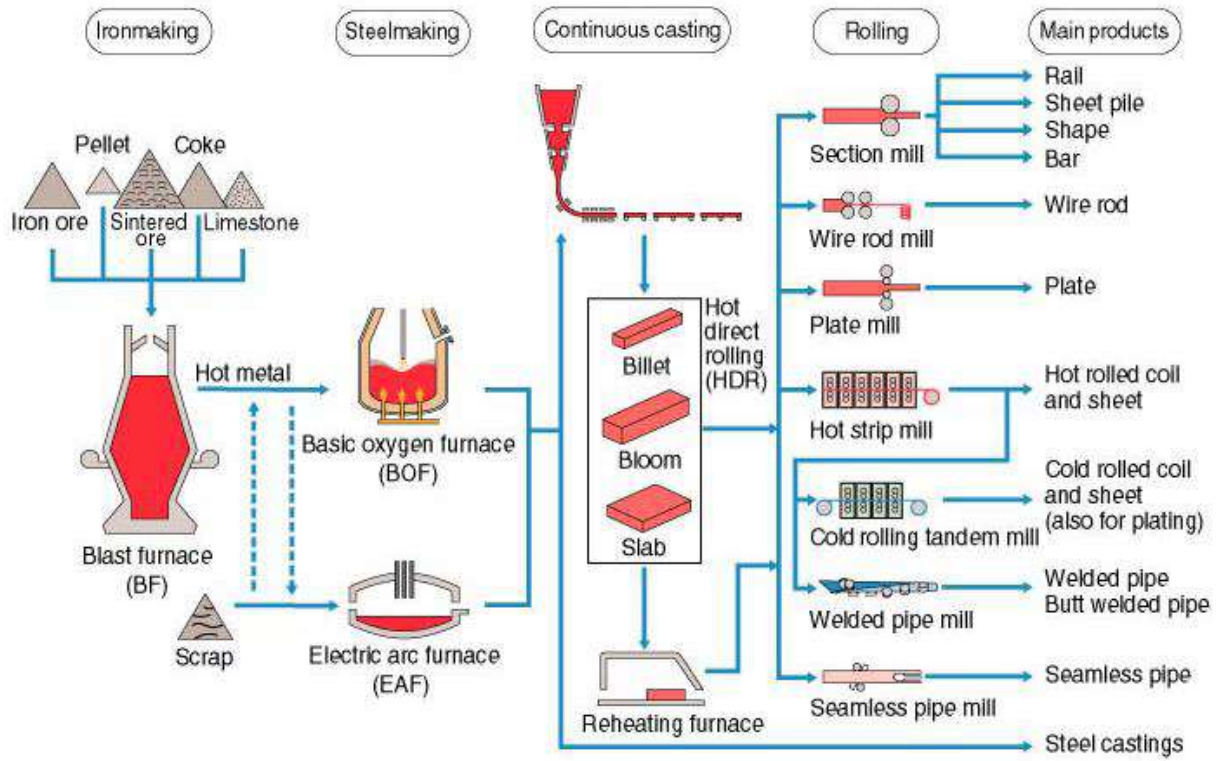 Ironmaking
Steelmaking
Continuous casting
Rolling
Main products
Pellet
Coke
Iron ore
Sintered
ore
Limestone
Hot metal
Blast furnace
(BF)
Scrap
Basic oxygen furnace
(BOF)
Electric arc furnace
(EAF)
Billet
Bloom
Slab
Hot
direct
rolling
(HDR)
Reheating furnace
Section mill
Wire rod mill
Plate mill
Hot strip mill
Cold rolling tandem mill
Welded pipe mill
Seamless pipe mill
Rail
Sheet pile
Shape
Bar
Wire rod
Plate
Hot rolled coil
and sheet
Cold rolled coil
and sheet
(also for plating)
Welded pipe
Butt welded pipe
Seamless pipe
Steel castings